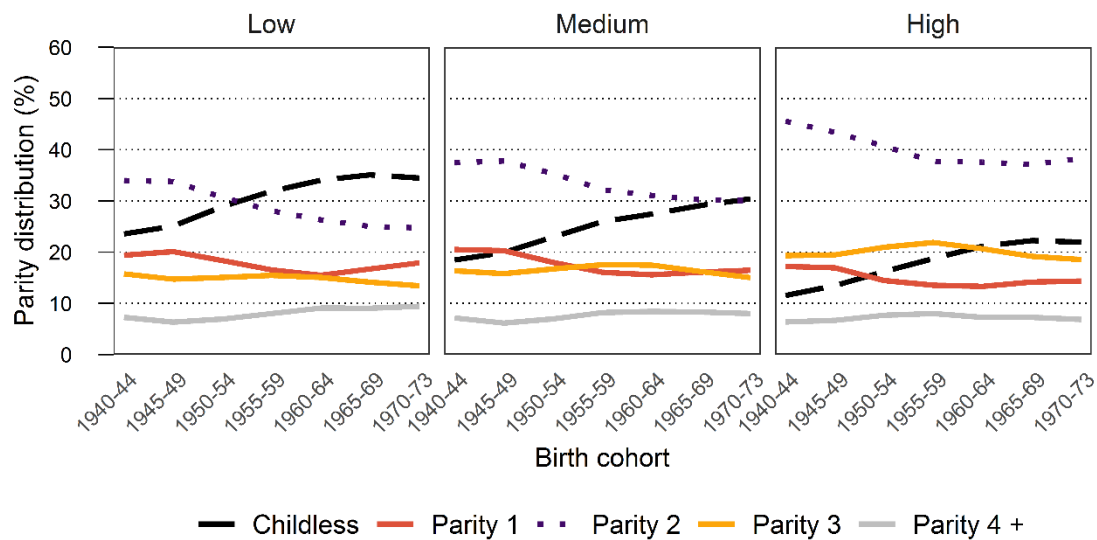 Low Medium High
Parity distribution (%)
60
50
40
30
20
10
0
1940-44 1945-49 1950-54 1955-59 1960-64 1965-69 1970-73 1940-44 1945-49 1950-54 1955-59 1960-64 1965-69 1970-73 1940-44 1945-49 1950-54 1955-59 1960-64 1965-69 1970-73
Birth cohort
Childless Parity 1 Parity 2 Parity 3 Parity 4 +